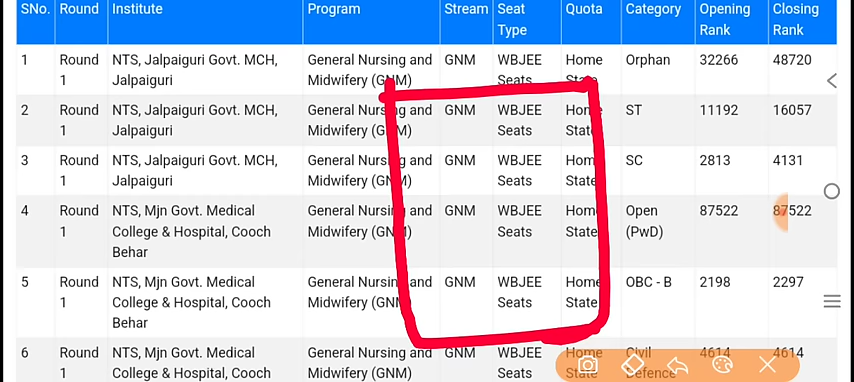 SNo. Round Institute Program Stream Seat Type Quota Category Opening Rank Closing Rank
1 Round 1 NTS, Jalpaiguri Govt. MCH, Jalpaiguri General Nursing and Midwifery (GNM) GNM WBJEE Seats Home State Orphan 32266 48720
2 Round 1 NTS, Jalpaiguri Govt. MCH, Jalpaiguri General Nursing and Midwifery (GNM) GNM WBJEE Seats Home State ST 11192 16057
3 Round 1 NTS, Jalpaiguri Govt. MCH, Jalpaiguri General Nursing and Midwifery (GNM) GNM WBJEE Seats Home State SC 2813 4131
4 Round 1 NTS, Mjn Govt. Medical College & Hospital, Cooch Behar General Nursing and Midwifery (GNM) GNM WBJEE Seats Home State Open (PwD) 87522 87522
5 Round 1 NTS, Mjn Govt. Medical College & Hospital, Cooch Behar General Nursing and Midwifery (GNM) GNM WBJEE Seats Home State OBC - B 2198 2297
6 Round 1 NTS, Mjn Govt. Medical College & Hospital, Cooch General Nursing and Midwifery (GNM) GNM WBJEE Seats Home State Civil Defence 4614 4614